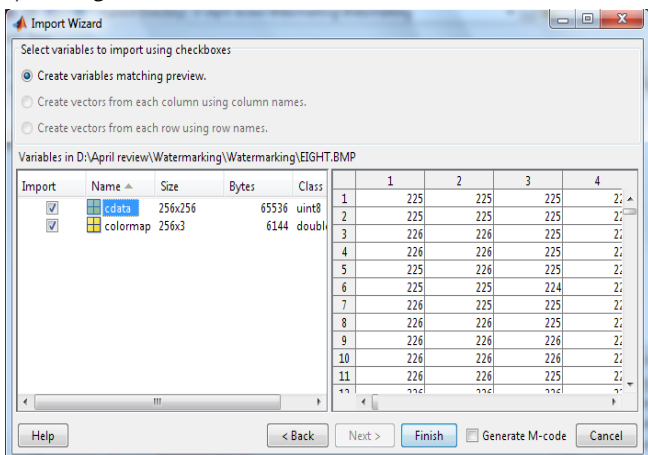 Import Wizard
Select variables to import using checkboxes
Create variables matching preview.
Create vectors from each column using column names.
Create vectors from each row using row names.
Variables in D:\April review\Watermarking\Watermarking\EIGHT.BMP
Import Name Size Bytes Class
cdata 256x256 65536 uint8
colormap 256x3 6144 double
1 2 3 4
1 225 225 225
2 225 225 225
3 226 226 225
4 226 226 225
5 225 226 225
6 225 225 224
7 226 225 225
8 226 226 225
9 226 226 226
10 226 226 226
11 226 226 225
Help < Back Next > Finish Generate M-code Cancel